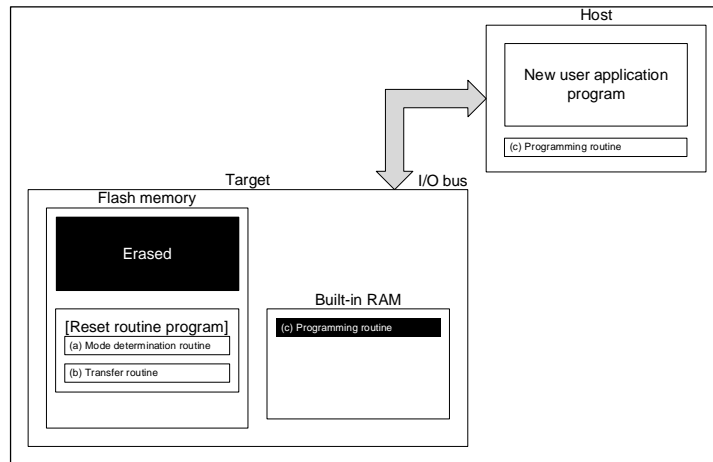 Host
New user application
program
(c) Programming routine
Target
I/O bus
Flash memory
Erased
Built-in RAM
(c) Programming routine
[Reset routine program]
(a) Mode determination routine
(b) Transfer routine